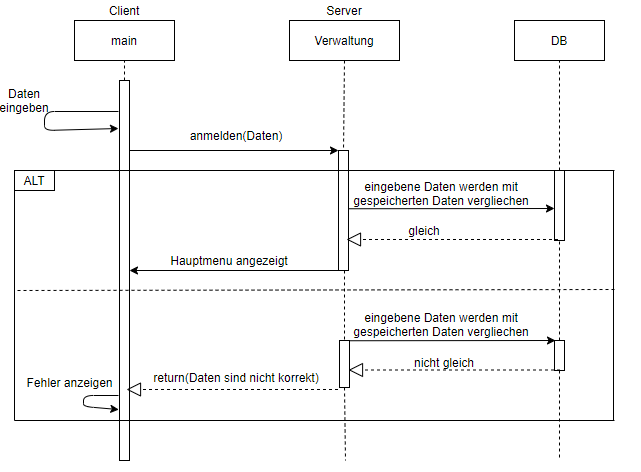 Client
Server
main
Verwaltung
DB
Daten
eingeben
anmelden(Daten)
ALT
eingebene Daten werden mit
gespeicherten Daten vergliechen
gleich
Hauptmenu angezeigt
eingebene Daten werden mit
gespeicherten Daten vergliechen
nicht gleich
return(Daten sind nicht korrekt)
Fehler anzeigen